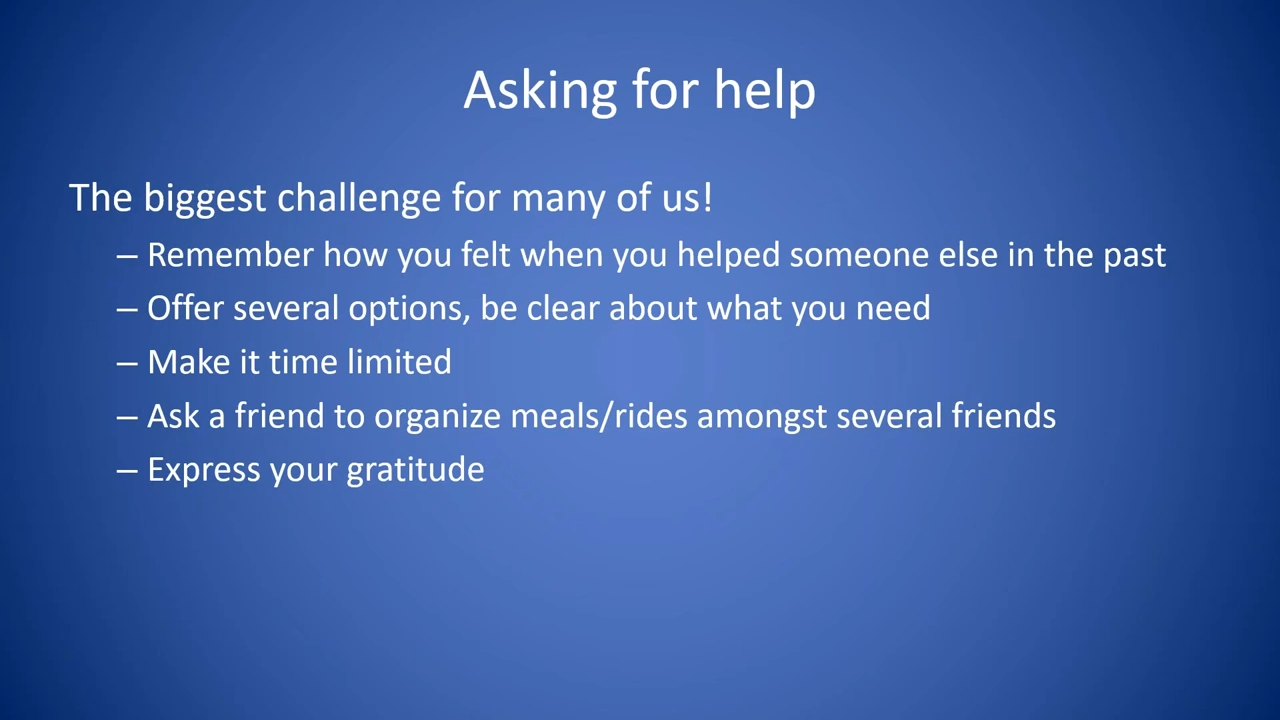 Asking for help
The biggest challenge for many of us!
– Remember how you felt when you helped someone else in the past
– Offer several options, be clear about what you need
– Make it time limited
– Ask a friend to organize meals/rides amongst several friends
– Express your gratitude